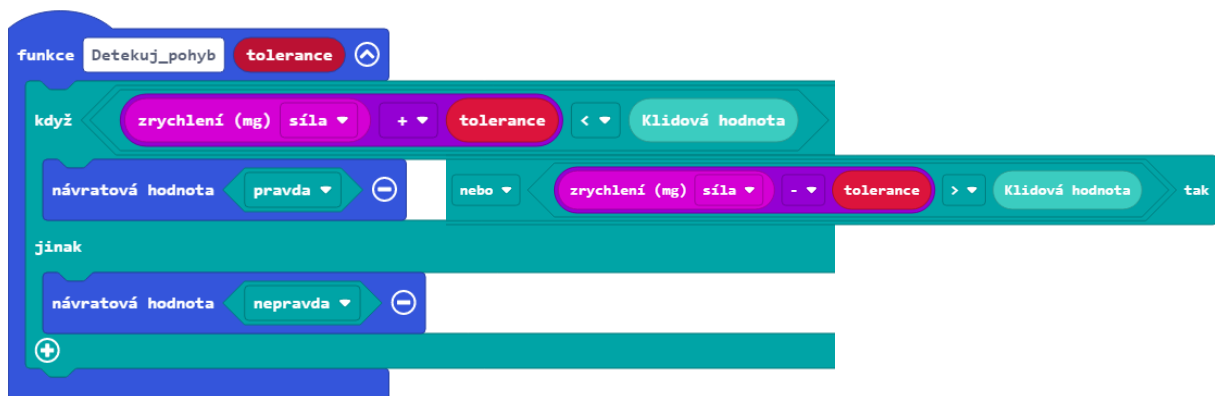 funkce Detekuj_pohyb tolerance
když zrychlení (mg) síla + tolerance < Klidová hodnota
návratová hodnota pravda nebo zrychlení (mg) síla - tolerance > Klidová hodnota tak
jinak
návratová hodnota nepravda